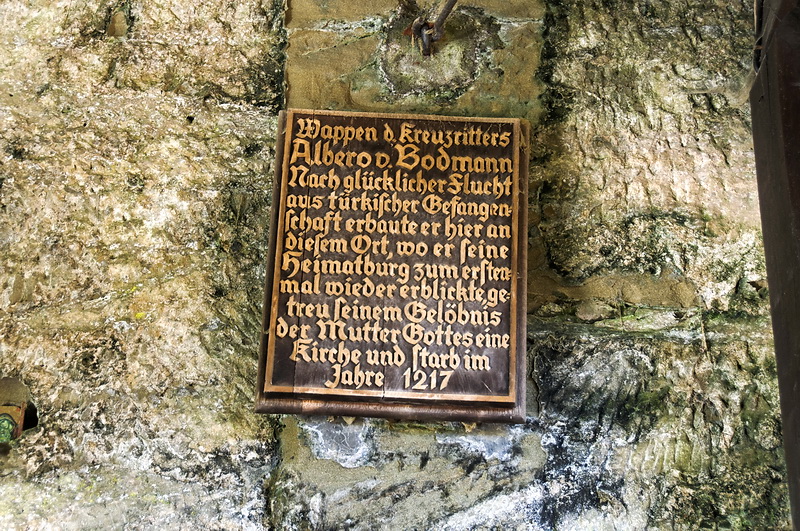 Wappen d. Kreuzritters
Albero v. Bodmann
Nach glücklicher Flucht
aus türkischer Gefangen-
schaft erbaute er hier an
diesem Ort, wo er seine
Heimatburg zum ersten-
mal wieder erblickte, ge-
treu seinem Gelöbnis
der Mutter Gottes eine
Kirche und starb im
Jahre 1217